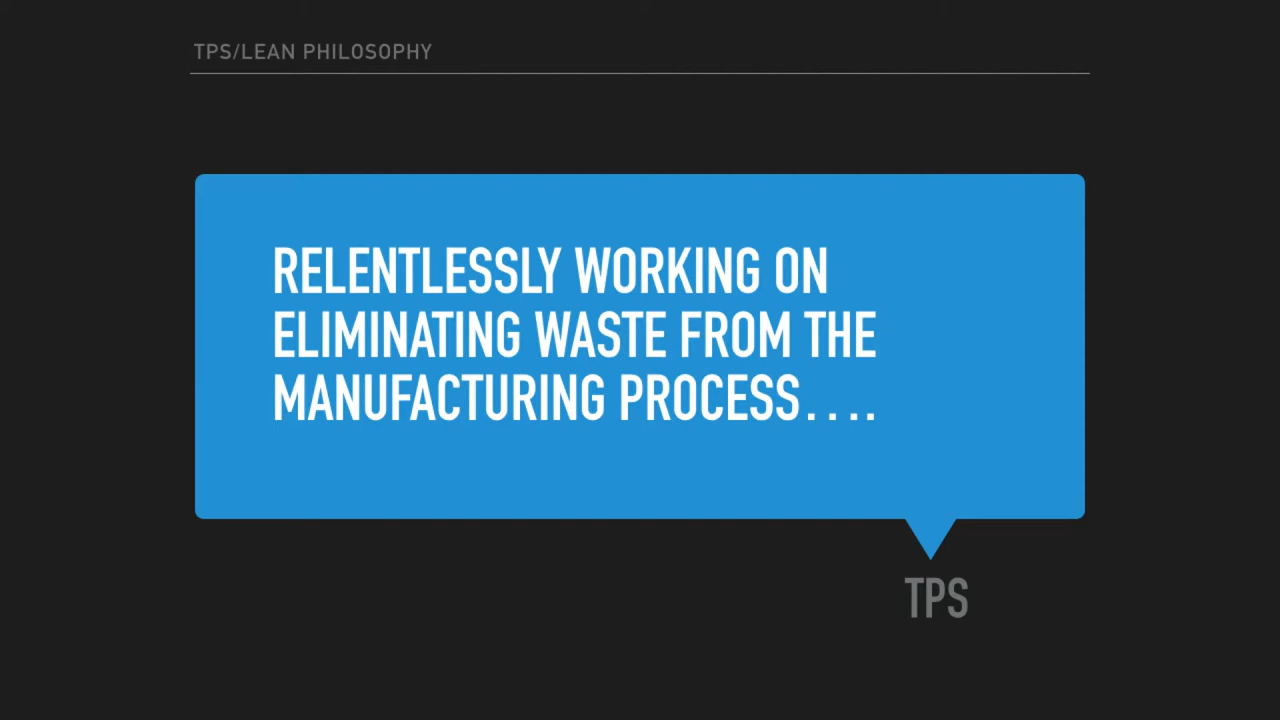 TPS/LEAN PHILOSOPHY
RELENTLESSLY WORKING ON
ELIMINATING WASTE FROM THE
MANUFACTURING PROCESS....
TPS